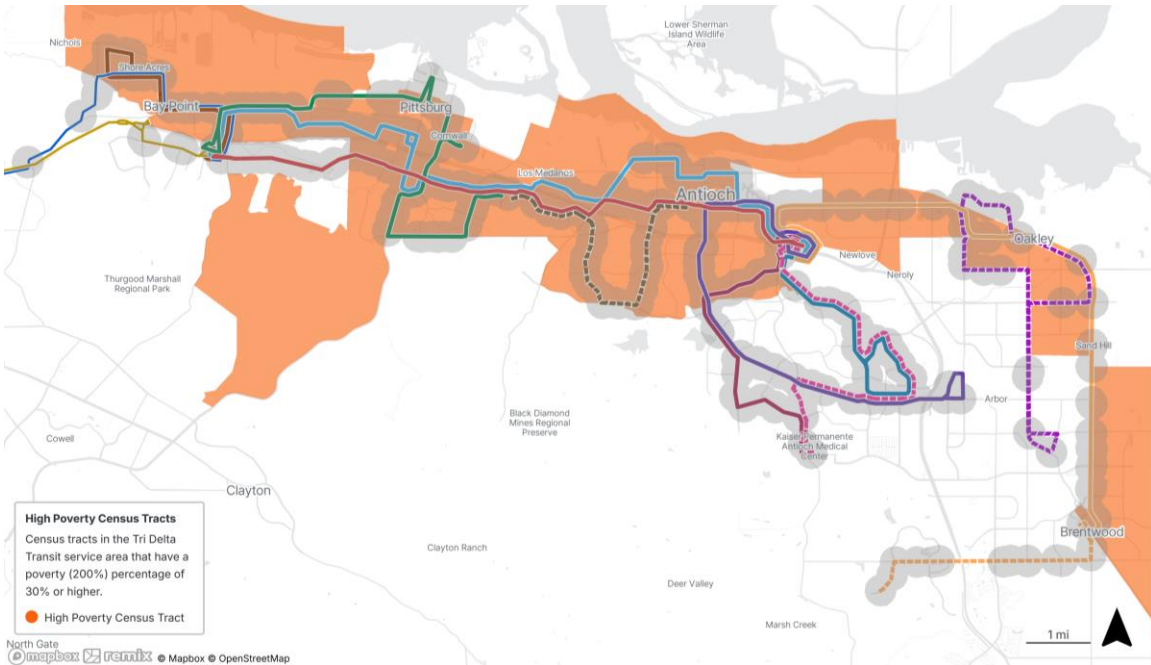 Lower Sherman
Island Wildlife
Area
Nichols
Shore Acres
Bay Point
Pittsburg
Cornwall
Los Medanos
Antioch
Oakley
Newlove
Neroly
Thurgood Marshall
Regional Park
Sand Hill
Arbor
Black Diamond
Mines Regional
Preserve
Kaiser Permanente
Antioch Medical
Center
Cowell
Clayton
Brentwood
Clayton Ranch
Deer Valley
Marsh Creek
High Poverty Census Tracts
Census tracts in the Tri Delta
Transit service area that have a
poverty (200%) percentage of
30% or higher.
High Poverty Census Tract
1 mi
North Gate
mapbox remix © Mapbox © OpenStreetMap